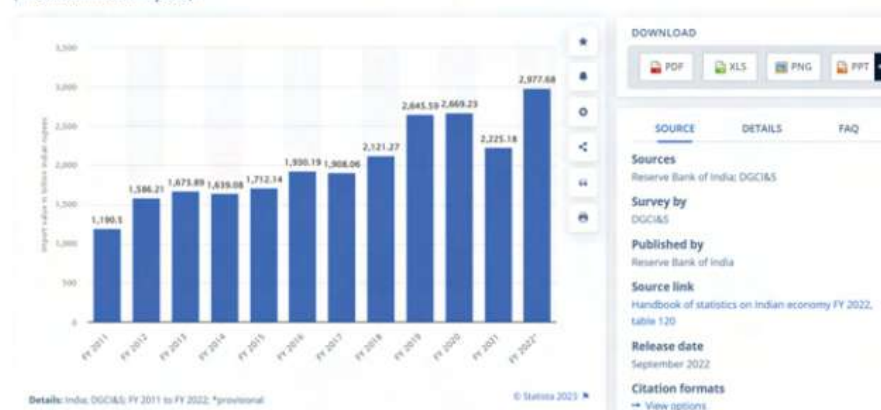 3,500
3,000
2,500
2,000
1,500
1,000
500
0
Import value in billion Indian rupees
1,190.5
1,586.21
1,673.89
1,639.08
1,712.14
1,930.19
1,908.06
2,121.27
2,645.59
2,669.23
2,225.18
2,977.68
FY 2011
FY 2012
FY 2013
FY 2014
FY 2015
FY 2016
FY 2017
FY 2018
FY 2019
FY 2020
FY 2021
FY 2022*
Details: India; DGCI&S; FY 2011 to FY 2022; *provisional
© Statista 2023
DOWNLOAD
PDF
XLS
PNG
PPT
SOURCE DETAILS FAQ
Sources
Reserve Bank of India; DGCI&S
Survey by
DGCI&S
Published by
Reserve Bank of India
Source link
Handbook of statistics on Indian economy FY 2022,
table 120
Release date
September 2022
Citation formats
→ View options